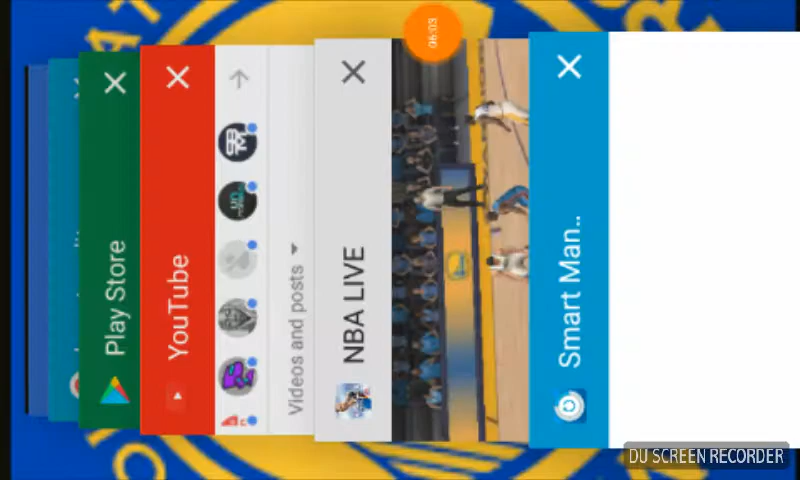 06:03
Smart Man..
NBA LIVE
Videos and posts
YouTube
Play Store
DU SCREEN RECORDER